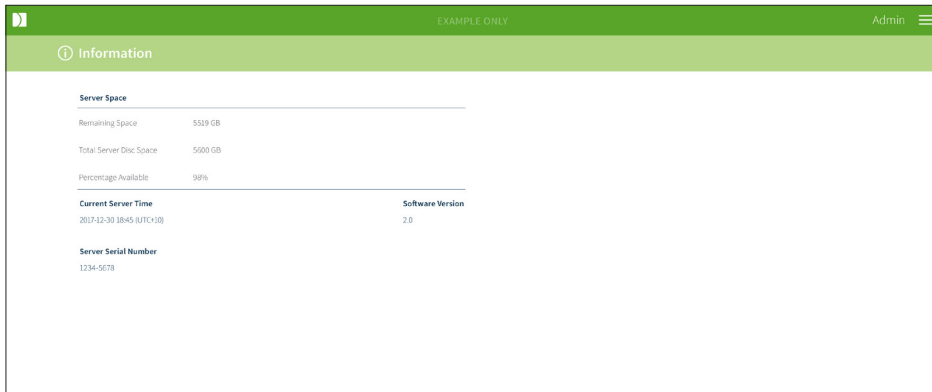 EXAMPLE ONLY
Admin
Information
Server Space
Remaining Space 5519 GB
Total Server Disc Space 5600 GB
Percentage Available 98%
Current Server Time Software Version
2017-12-30 18:45 (UTC+10) 2.0
Server Serial Number
1234-5678